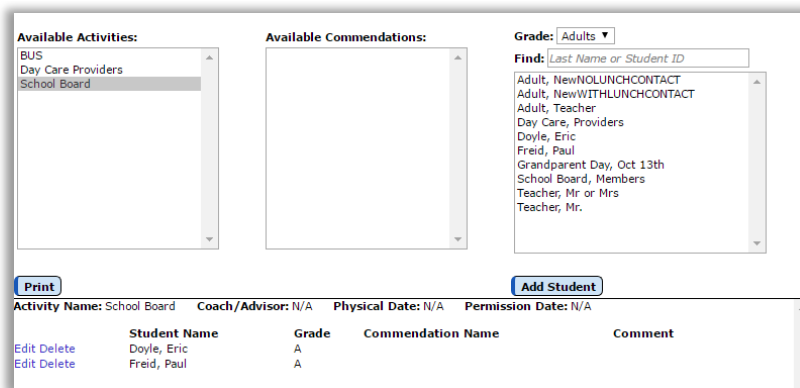 Available Activities:
BUS
Day Care Providers
School Board
Available Commendations:
Grade: Adults ▼
Find: Last Name or Student ID
Adult, NewNOLUNCHCONTACT
Adult, NewWITHLUNCHCONTACT
Adult, Teacher
Day Care, Providers
Doyle, Eric
Freid, Paul
Grandparent Day, Oct 13th
School Board, Members
Teacher, Mr or Mrs
Teacher, Mr.
Print
Add Student
Activity Name: School Board Coach/Advisor: N/A Physical Date: N/A Permission Date: N/A
Student Name Grade Commendation Name Comment
Edit Delete Doyle, Eric A
Edit Delete Freid, Paul A